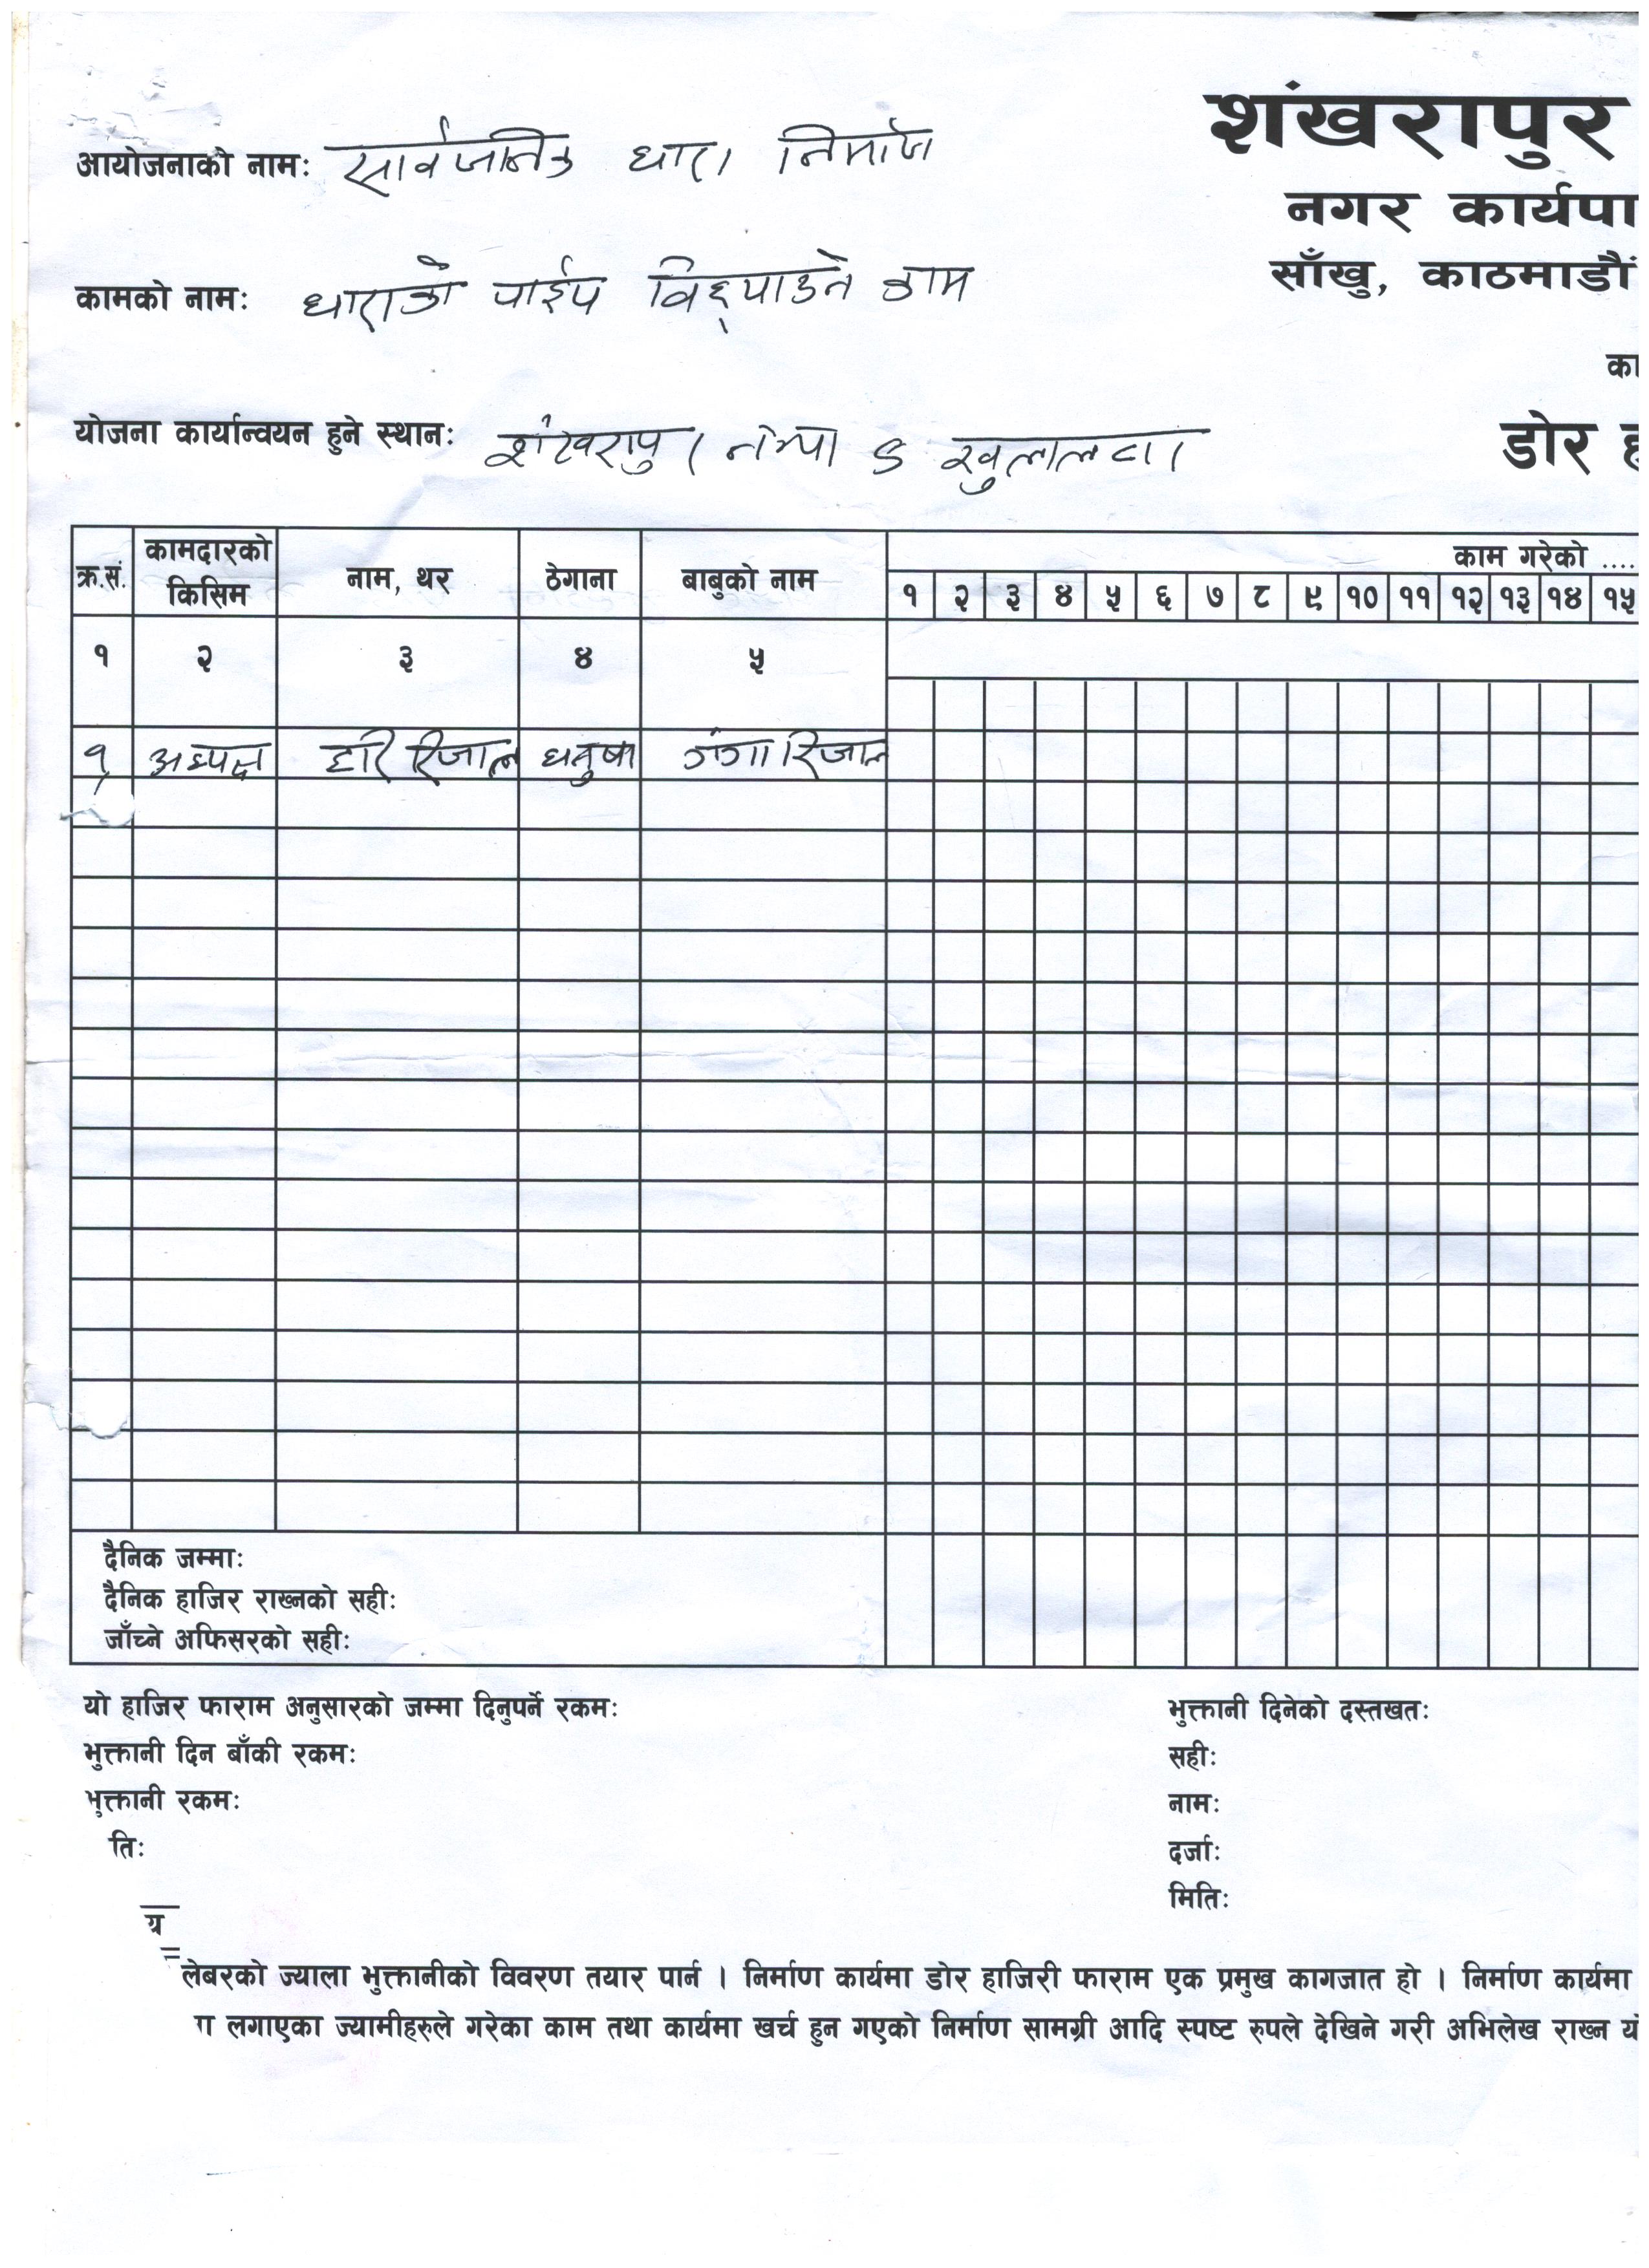 शंखरापुर
आयोजनाको नामः सार्वजनिक धारा निर्माण
नगर कार्यपा
साँखु, काठमाडौं
कामको नामः धाराको पाईप विछ्याउने काम
का
योजना कार्यान्वयन हुने स्थानः शंखरापुर नपा ६
डोर ह
क्र.सं. कामदारको किसिम नाम, थर ठेगाना बाबुको नाम काम गरेको ....
१ २ ३ ४ ५ ६ ७ ८ ९ १० ११ १२ १३ १४ १५
१ २ ३ ४ ५
१ अध्यक्ष हरि रिजाल धनुषा गंगा रिजाल
दैनिक जम्माः
दैनिक हाजिर राख्नको सहीः
जाँच्ने अफिसरको सहीः
यो हाजिर फाराम अनुसारको जम्मा दिनुपर्ने रकमः
भुक्तानी दिन बाँकी रकमः
भुक्तानी रकमः
तिः
भुक्तानी दिनेको दस्तखतः
सहीः
नामः
दर्जाः
मितिः
लेबरको ज्याला भुक्तानीको विवरण तयार पार्न । निर्माण कार्यमा डोर हाजिरी फाराम एक प्रमुख कागजात हो । निर्माण कार्यमा
लगाएका ज्यामीहरुले गरेका काम तथा कार्यमा खर्च हुन गएको निर्माण सामग्री आदि स्पष्ट रुपले देखिने गरी अभिलेख राख्न यो